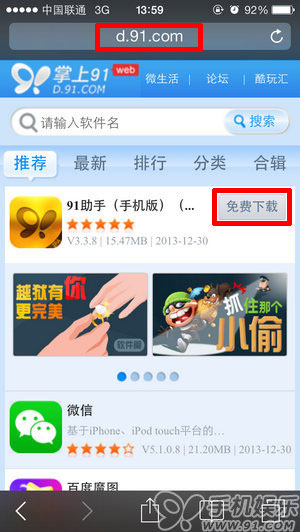 中国联通 3G 13:59 92%
d.91.com
掌上91 web 微生活 论坛 酷玩汇
D.91.COM
请输入软件名 搜索
推荐 最新 排行 分类 合辑
91助手（手机版）（... 免费下载
V3.3.8 | 15.47MB | 2013-12-30
越狱有你 更完美 软件篇 抓住那个 小偷
微信
基于iPhone、iPod touch平台的...
V5.1.0.8 | 21.20MB | 2013-12-30
百度魔图
手机娱乐
www.91.com